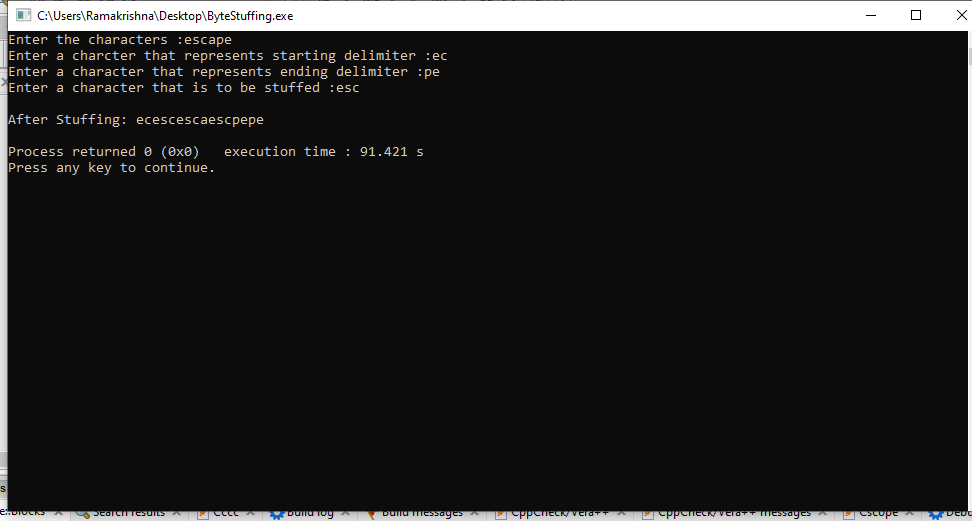 C:\Users\Ramakrishna\Desktop\ByteStuffing.exe
Enter the characters :escape
Enter a charcter that represents starting delimiter :ec
Enter a character that represents ending delimiter :pe
Enter a character that is to be stuffed :esc
After Stuffing: ecescescaescpepe
Process returned 0 (0x0)   execution time : 91.421 s
Press any key to continue.
Search results Cccc Build log Build messages CppCheck/Vera++ CppCheck/Vera++ messages Cscope